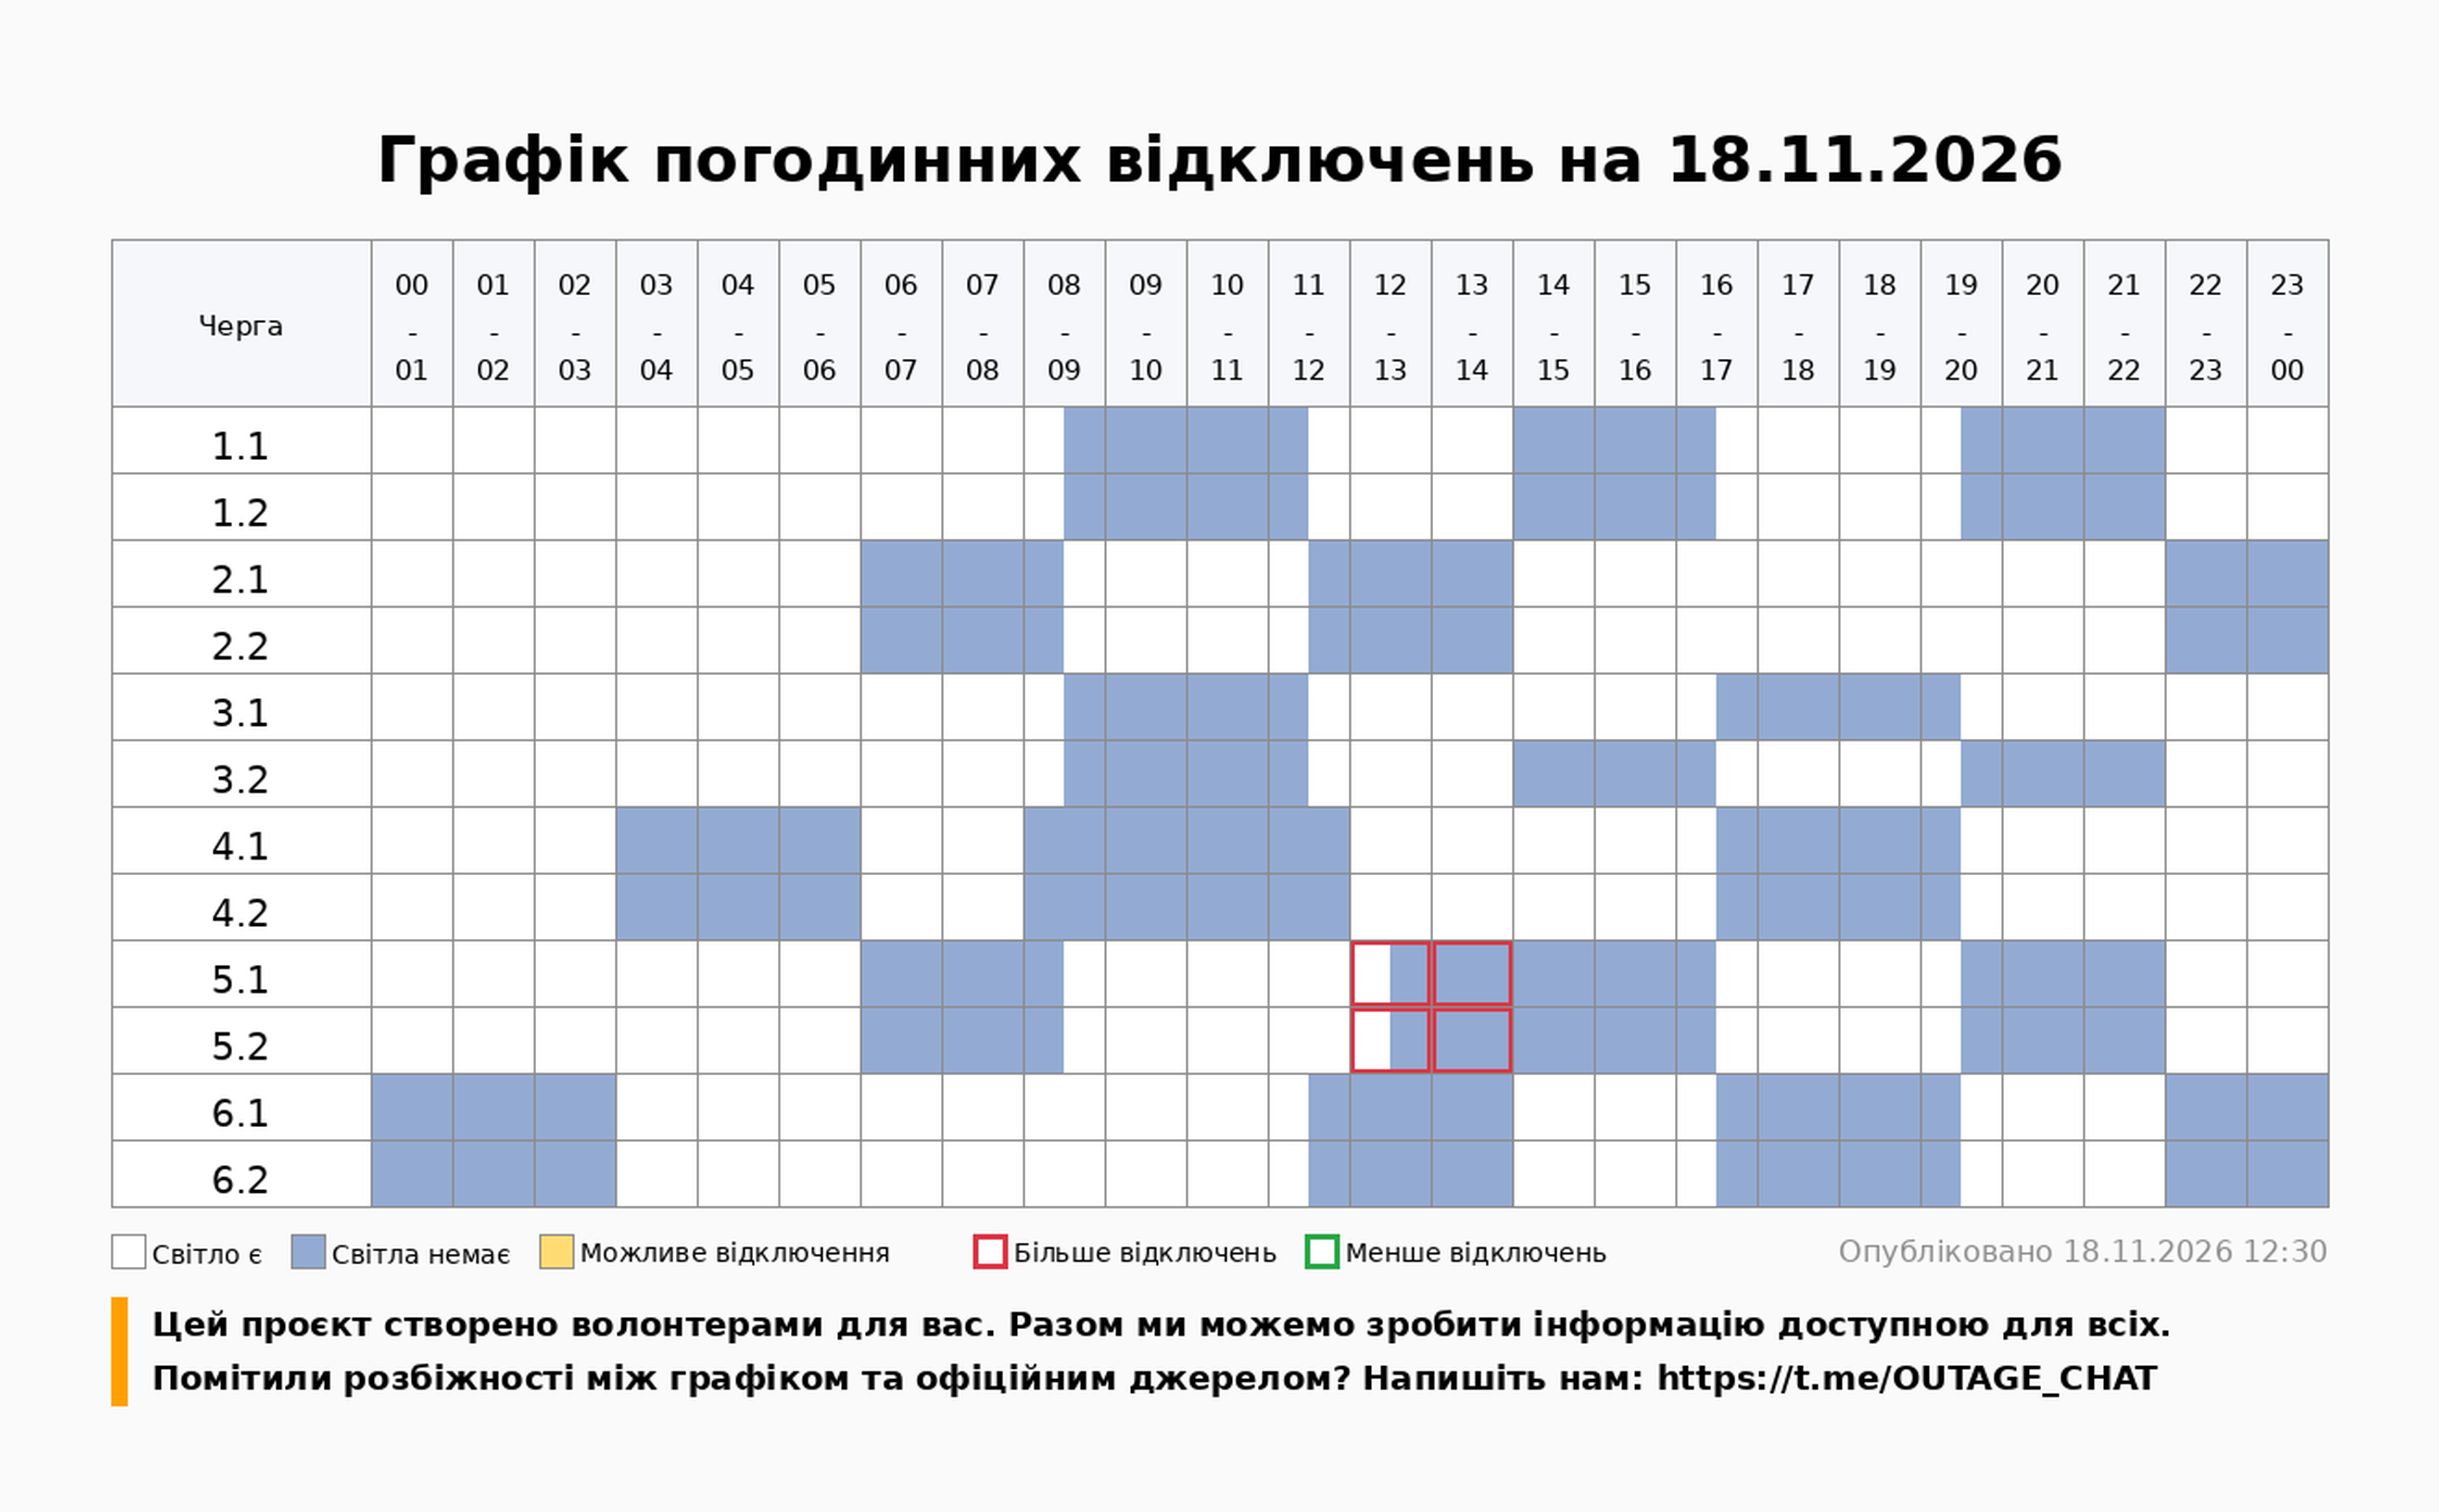 Графік погодинних відключень на 18.11.2026
Черга
00 - 01
01 - 02
02 - 03
03 - 04
04 - 05
05 - 06
06 - 07
07 - 08
08 - 09
09 - 10
10 - 11
11 - 12
12 - 13
13 - 14
14 - 15
15 - 16
16 - 17
17 - 18
18 - 19
19 - 20
20 - 21
21 - 22
22 - 23
23 - 00
1.1
1.2
2.1
2.2
3.1
3.2
4.1
4.2
5.1
5.2
6.1
6.2
Світло є
Світла немає
Можливе відключення
Більше відключень
Менше відключень
Опубліковано 18.11.2026 12:30
Цей проєкт створено волонтерами для вас. Разом ми можемо зробити інформацію доступною для всіх.
Помітили розбіжності між графіком та офіційним джерелом? Напишіть нам: https://t.me/OUTAGE_CHAT